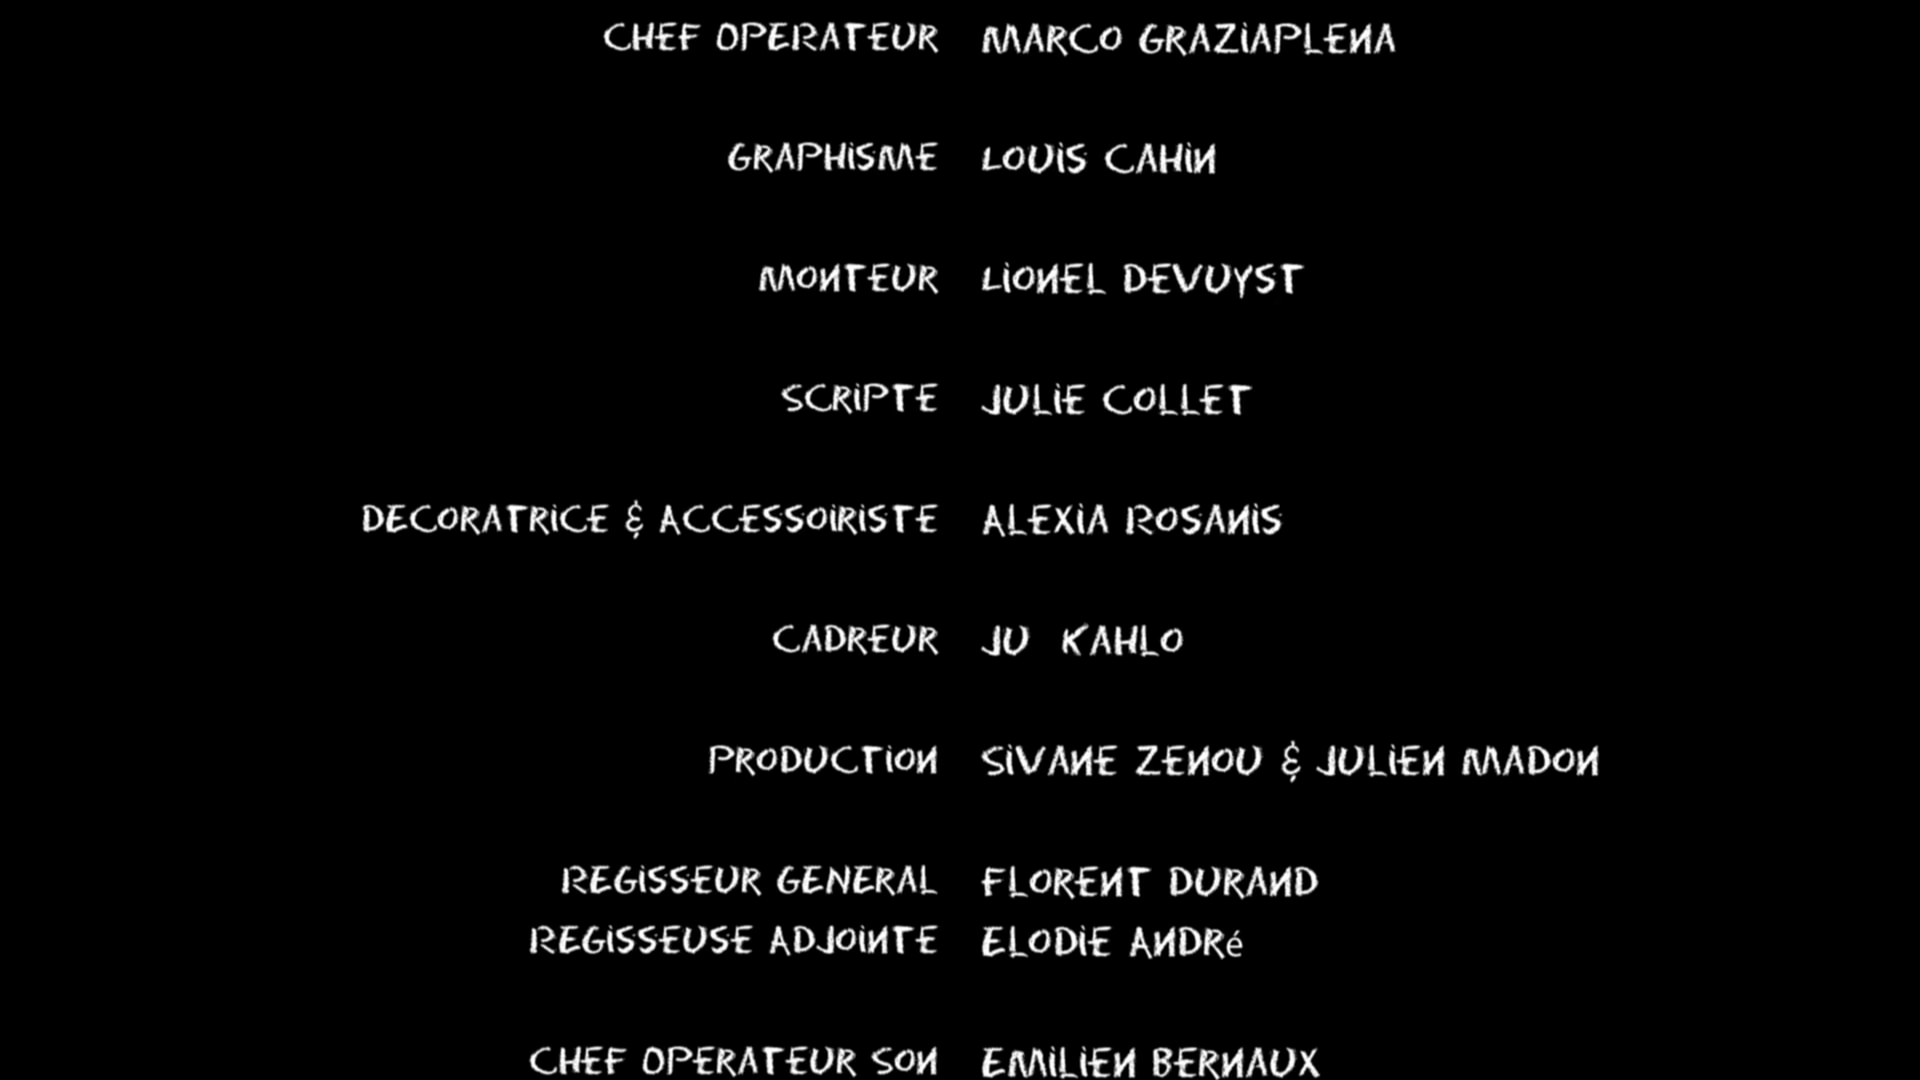 CHEF OPERATEUR MARCO GRAZIAPLENA
GRAPHISME LOUIS CAHIN
MONTEUR LIONEL DEVUYST
SCRIPTE JULIE COLLET
DECORATRICE & ACCESSOIRISTE ALEXIA ROSANIS
CADREUR JU KAHLO
PRODUCTION SIVANE ZENOU & JULIEN MADON
REGISSEUR GENERAL FLORENT DURAND
REGISSEUSE ADJOINTE ELODIE ANDRé
CHEF OPERATEUR SON EMILIEN BERNAUX